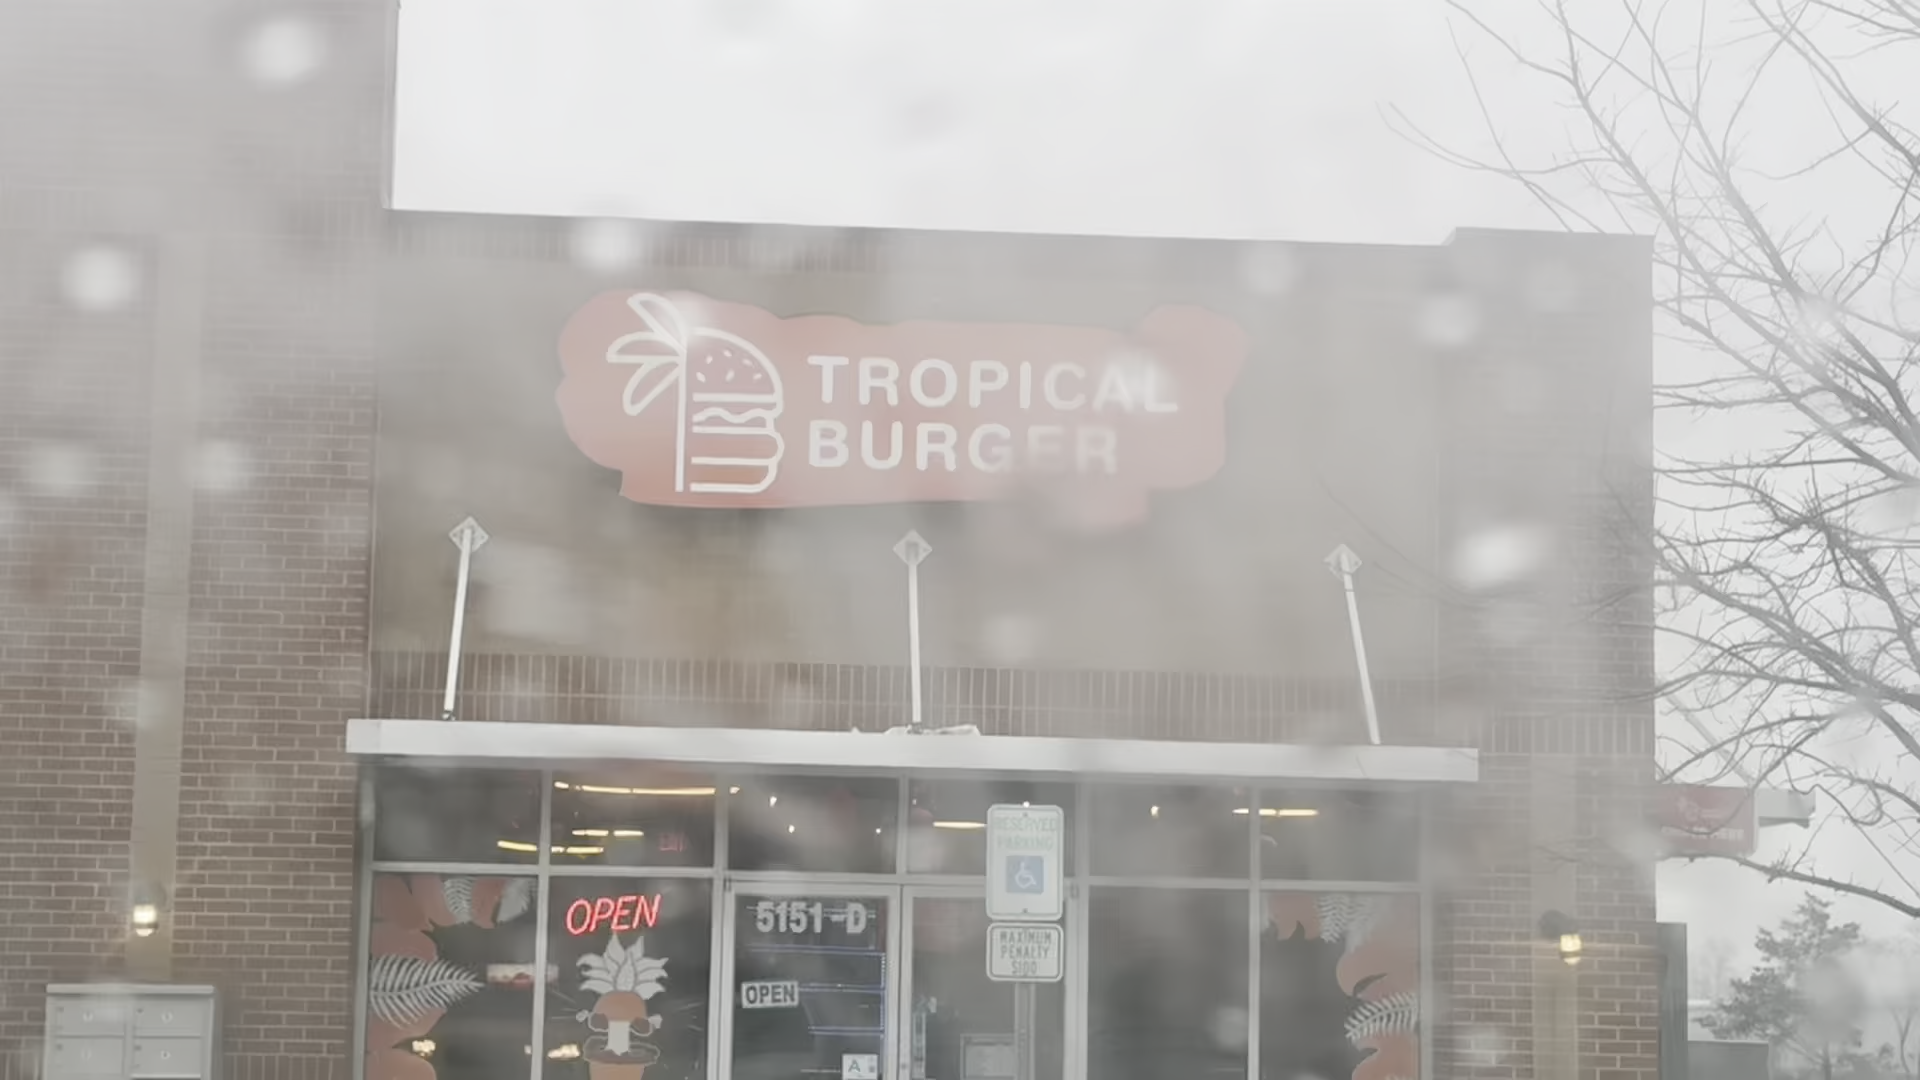 TROPICAL
BURGER
RESERVED
PARKING
OPEN
5151-D
MAXIMUM
PENALTY
$100
OPEN
A